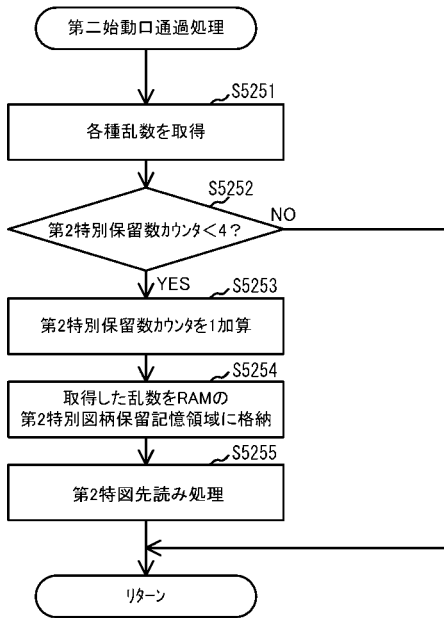 第二始動口通過処理
S5251
各種乱数を取得
S5252
第2特別保留数カウンタ<4?
NO
YES
S5253
第2特別保留数カウンタを1加算
S5254
取得した乱数をRAMの
第2特別図柄保留記憶領域に格納
S5255
第2特図先読み処理
リターン